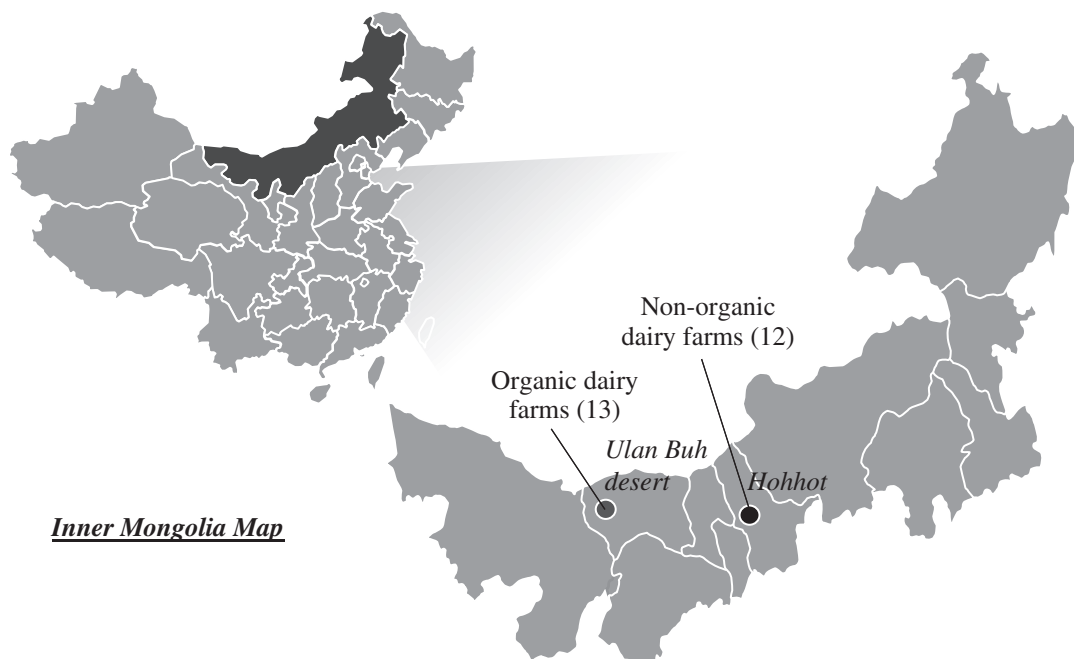 Non-organic
dairy farms (12)
Organic dairy
farms (13)
Ulan Buh
desert
Hohhot
Inner Mongolia Map